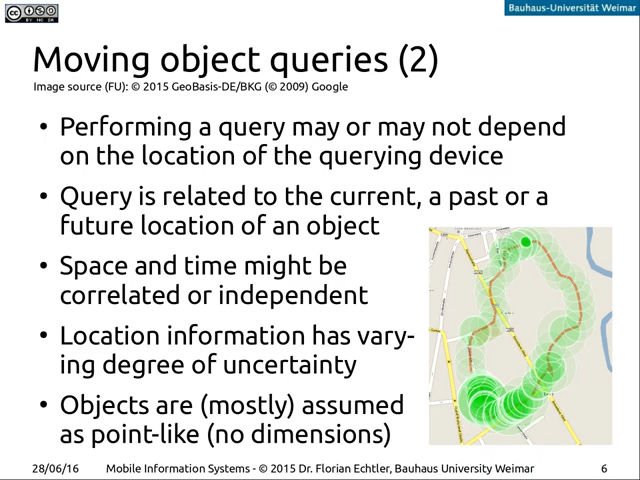 Bauhaus-Universität Weimar
Moving object queries (2)
Image source (FU): © 2015 GeoBasis-DE/BKG (© 2009) Google
• Performing a query may or may not depend
on the location of the querying device
• Query is related to the current, a past or a
future location of an object
• Space and time might be
correlated or independent
• Location information has vary-
ing degree of uncertainty
• Objects are (mostly) assumed
as point-like (no dimensions)
28/06/16 Mobile Information Systems - © 2015 Dr. Florian Echtler, Bauhaus University Weimar 6